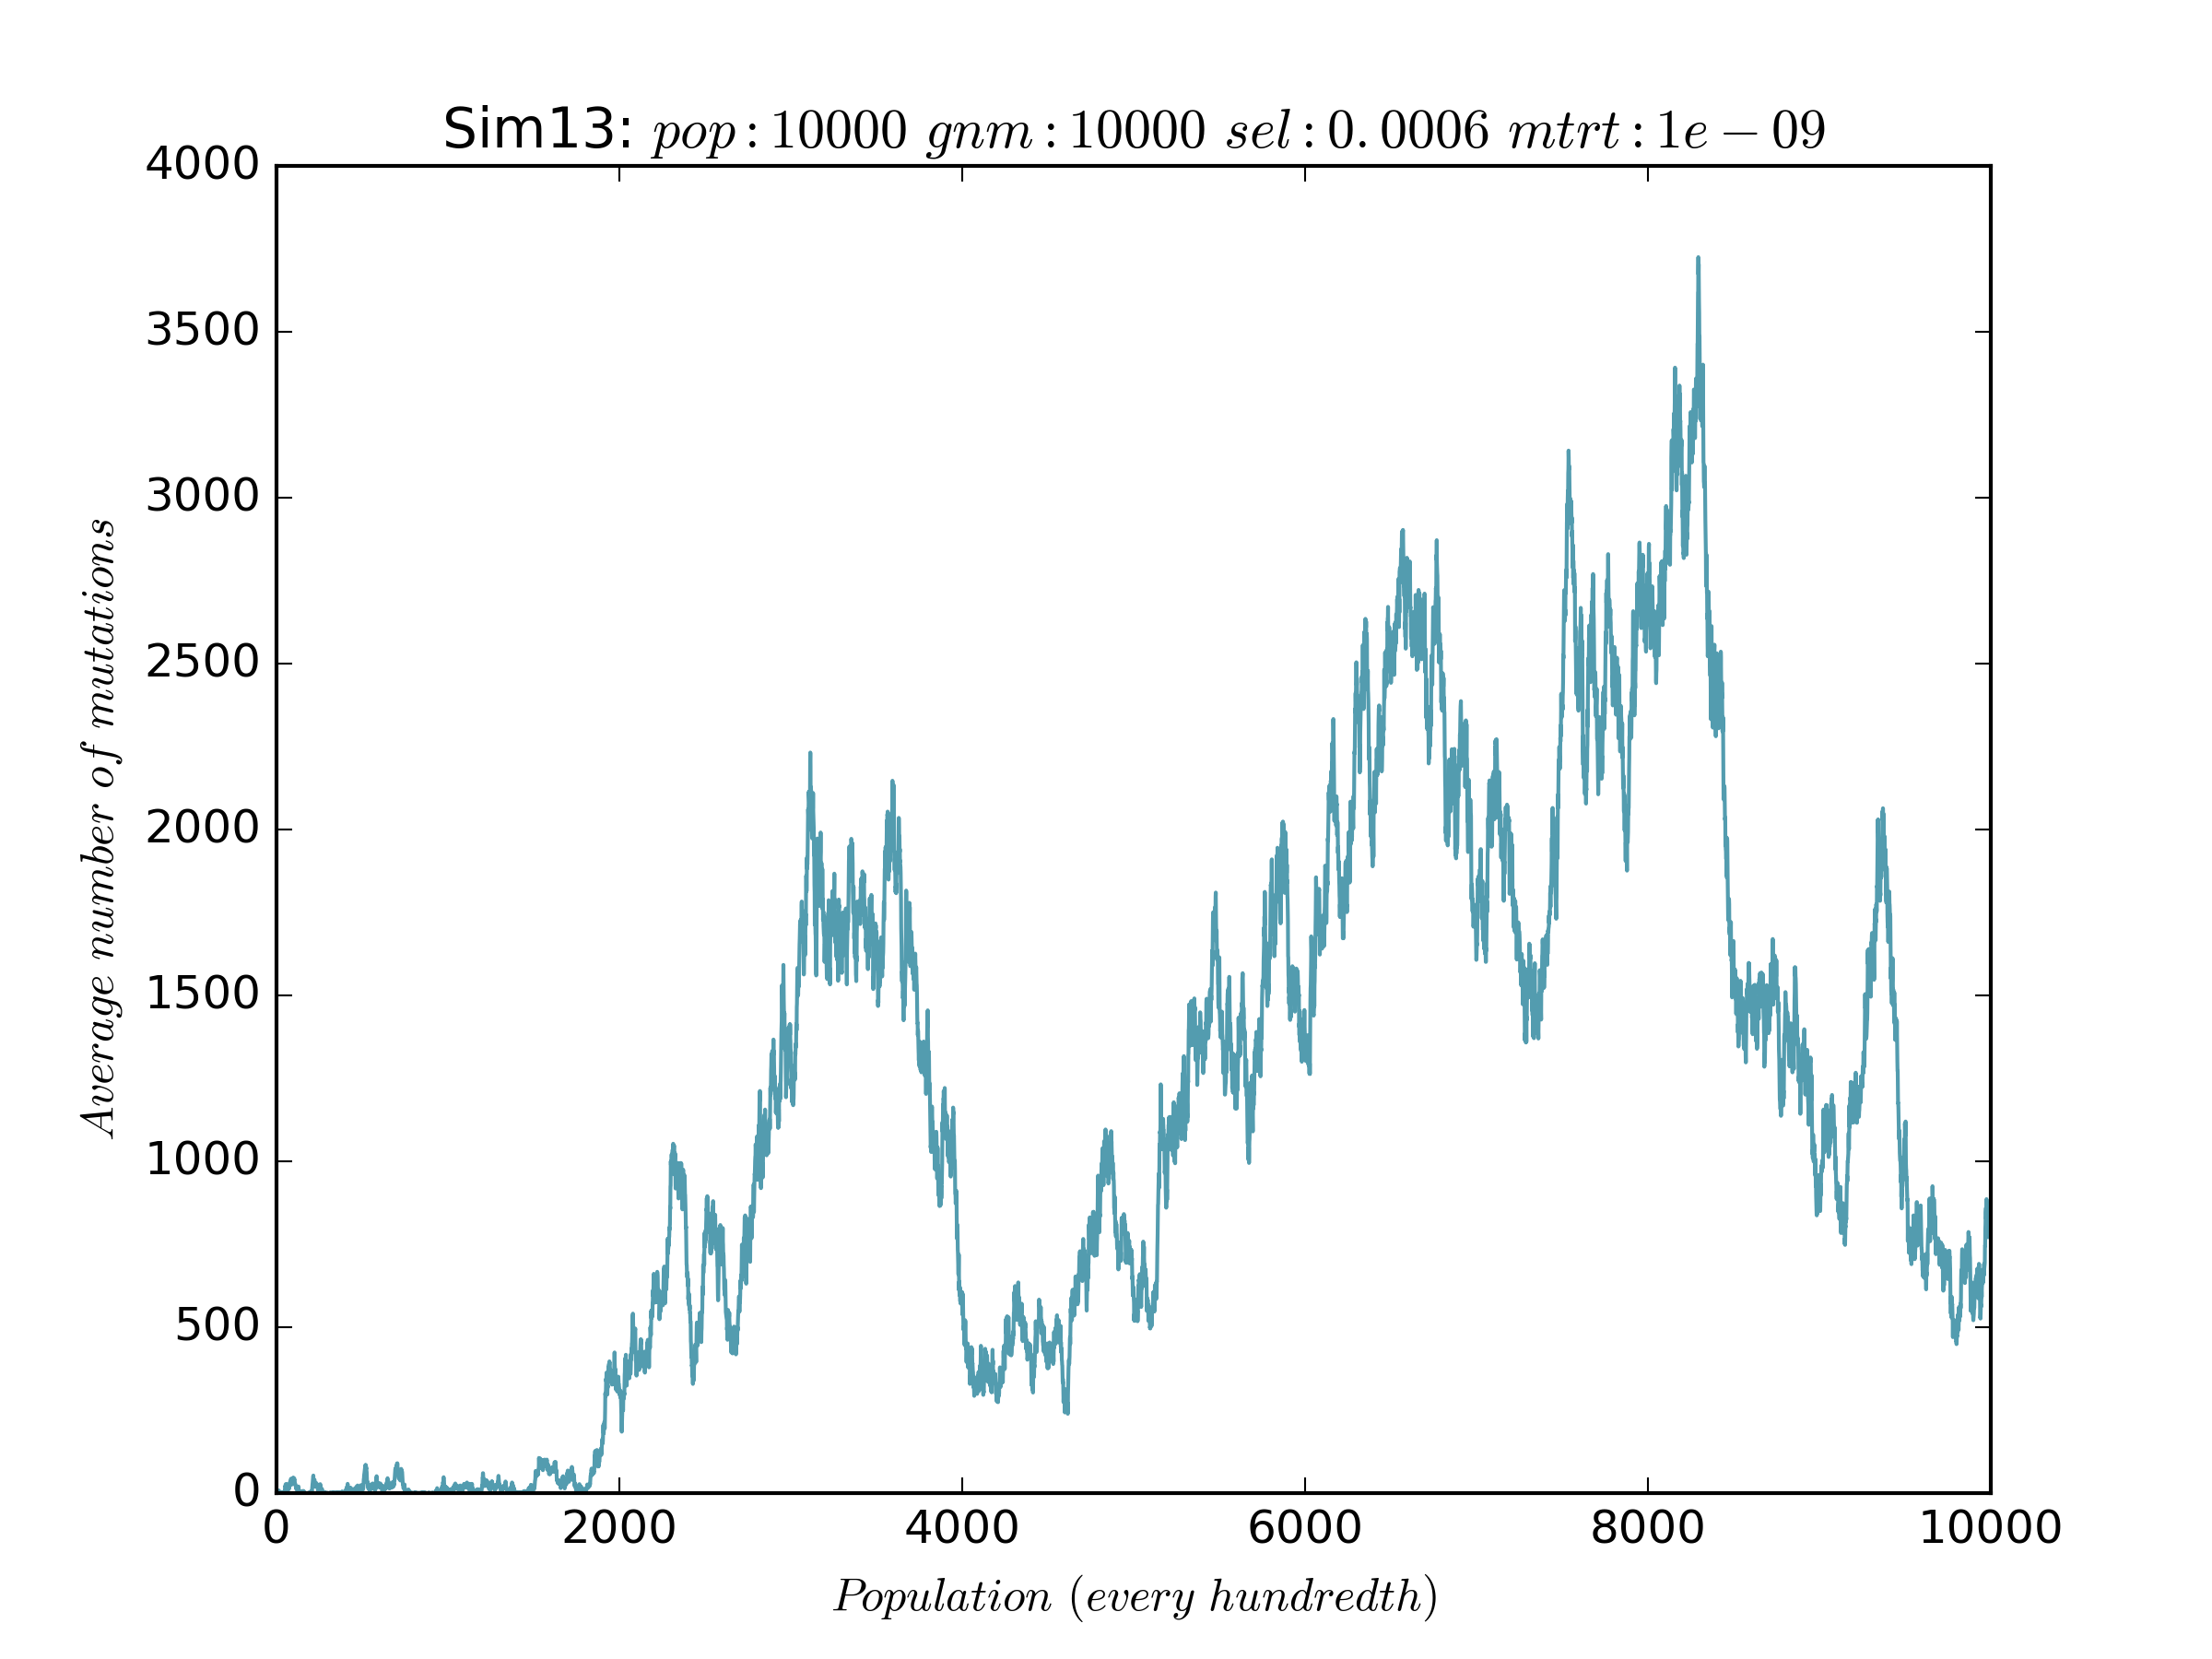 Sim13: pop : 10000 gnm : 10000 sel : 0.0006 mtrt : 1e − 09
4000
3500
3000
2500
2000
1500
1000
500
0
Average number of mutations
0 2000 4000 6000 8000 10000
Population (every hundredth)